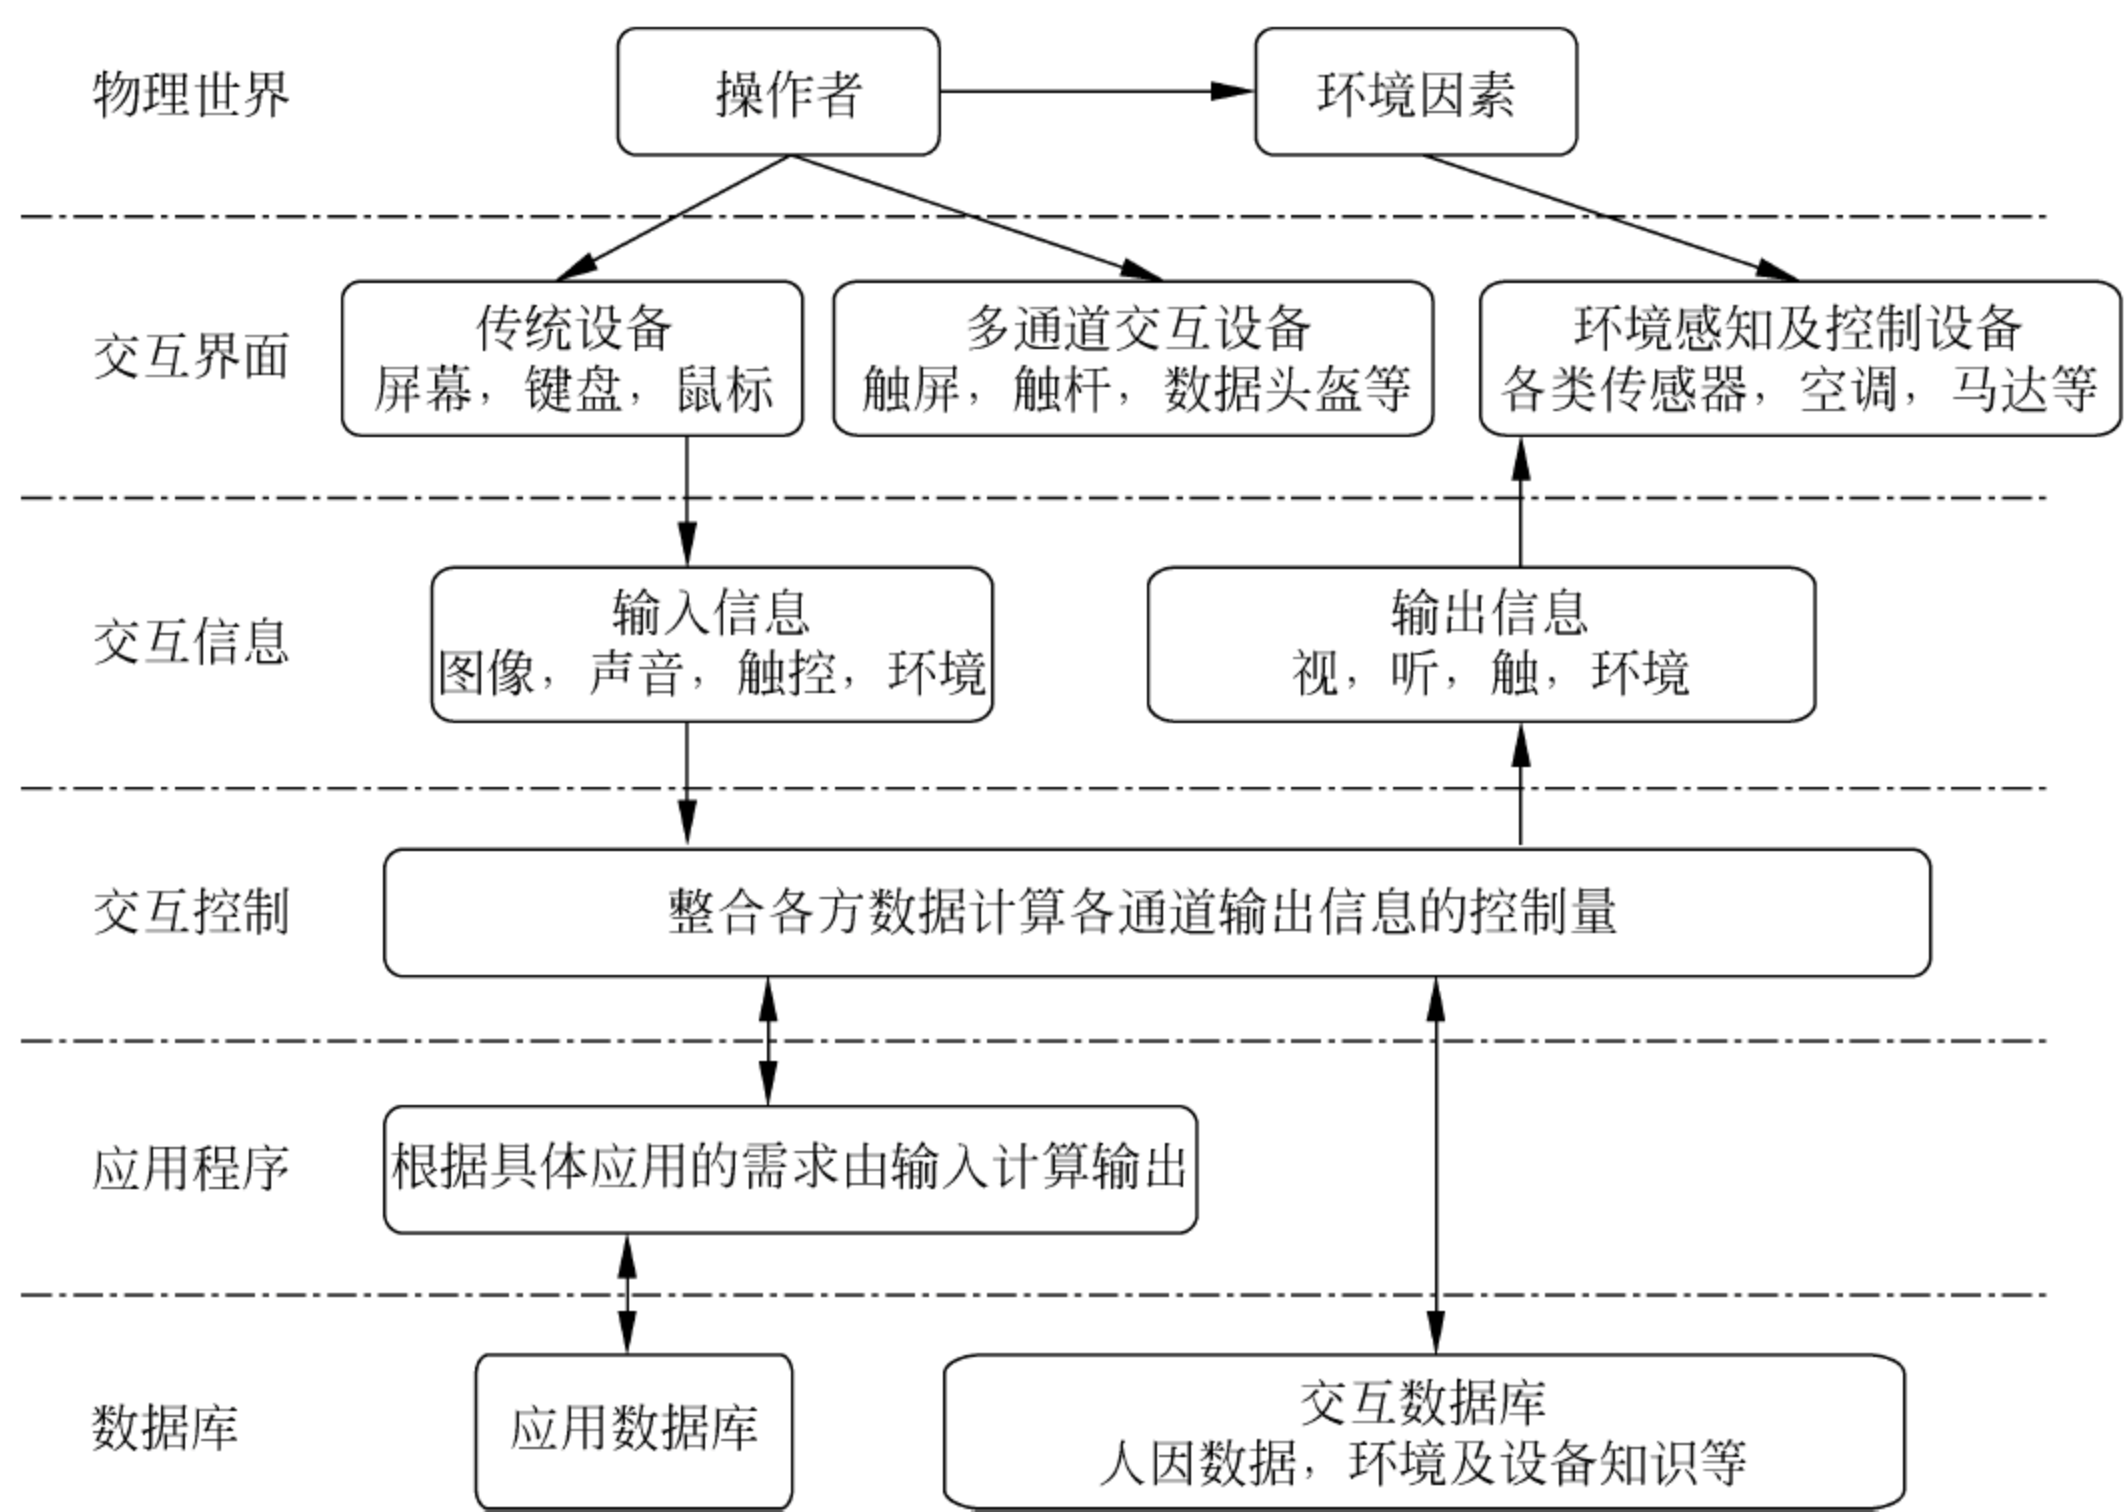 物理世界
操作者
环境因素
交互界面
传统设备
屏幕，键盘，鼠标
多通道交互设备
触屏，触杆，数据头盔等
环境感知及控制设备
各类传感器，空调，马达等
交互信息
输入信息
图像，声音，触控，环境
输出信息
视，听，触，环境
交互控制
整合各方数据计算各通道输出信息的控制量
应用程序
根据具体应用的需求由输入计算输出
数据库
应用数据库
交互数据库
人因数据，环境及设备知识等